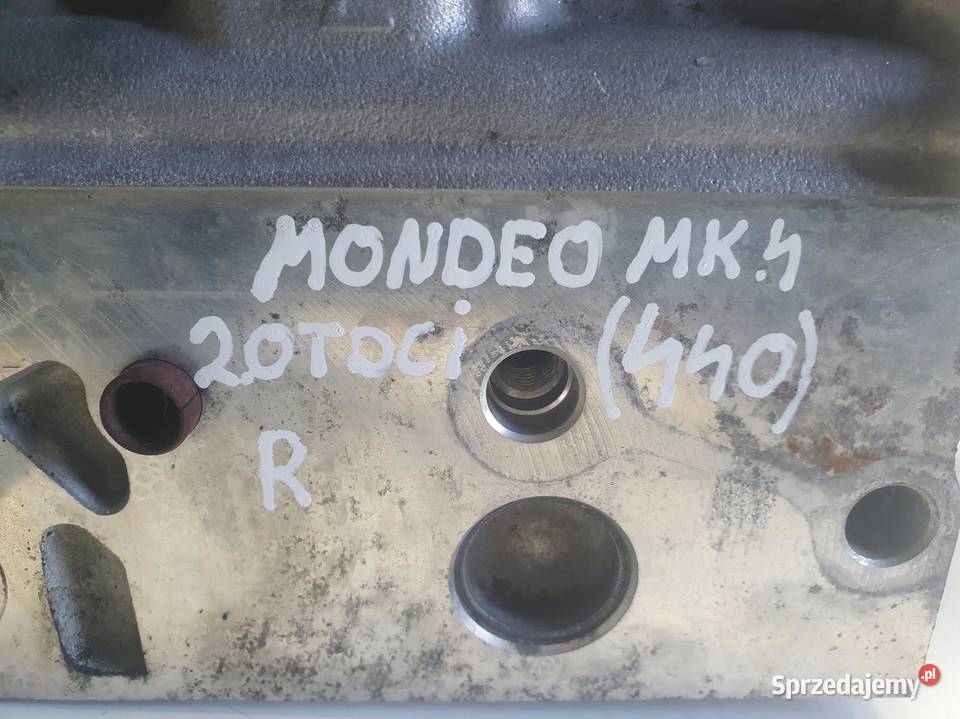 MONDEO MK.4
2.0TDCi (440)
R
Sprzedajemy.pl